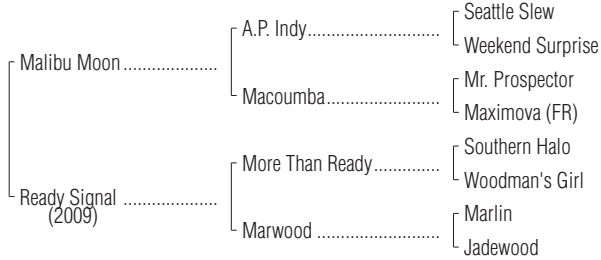 Seattle Slew
A.P. Indy........................
Weekend Surprise
Malibu Moon ....................
Mr. Prospector
Macoumba........................
Maximova (FR)
Southern Halo
More Than Ready..............
Woodman's Girl
Ready Signal ....................
(2009)
Marlin
Marwood ..........................
Jadewood